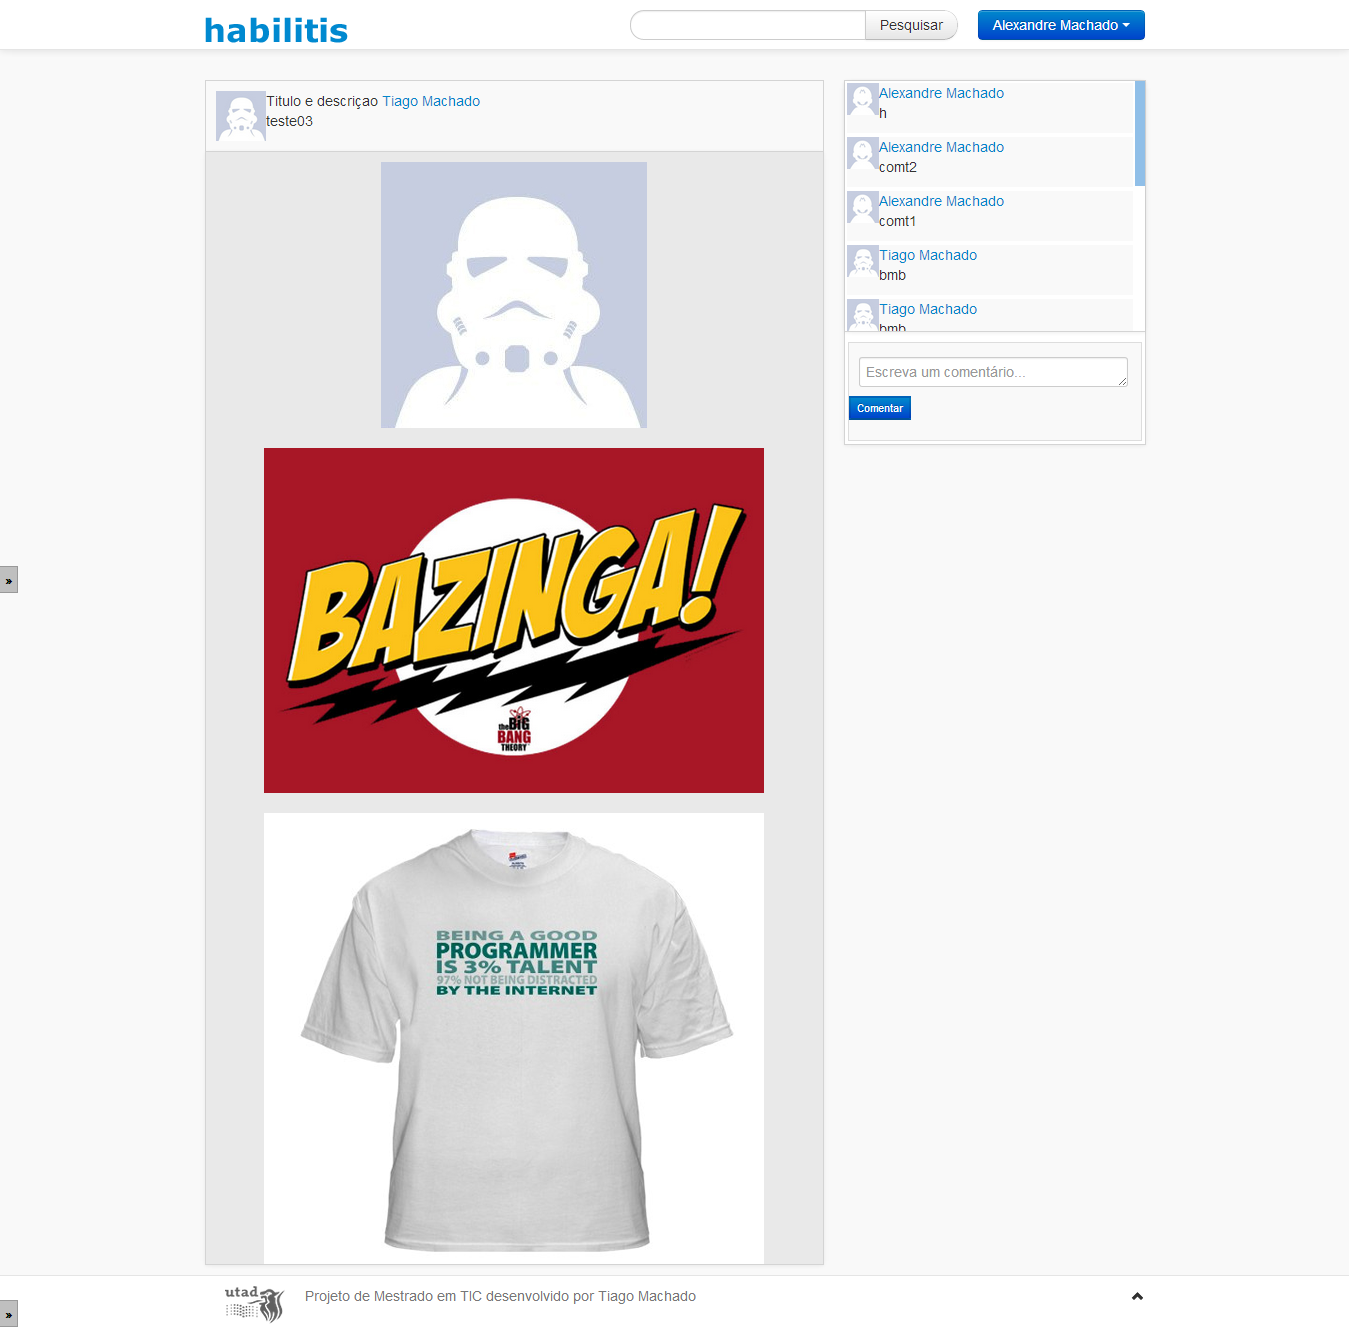 habilitis
Pesquisar
Alexandre Machado
Titulo e descriçao Tiago Machado
teste03
BAZINGA!
the BIG
BANG
THEORY
BEING A GOOD
PROGRAMMER
IS 3% TALENT
97% NOT BEING DISTRACTED
BY THE INTERNET
Alexandre Machado
h
Alexandre Machado
comt2
Alexandre Machado
comt1
Tiago Machado
bmb
Tiago Machado
bmb
Escreva um comentário...
Comentar
»
»
utad
Projeto de Mestrado em TIC desenvolvido por Tiago Machado